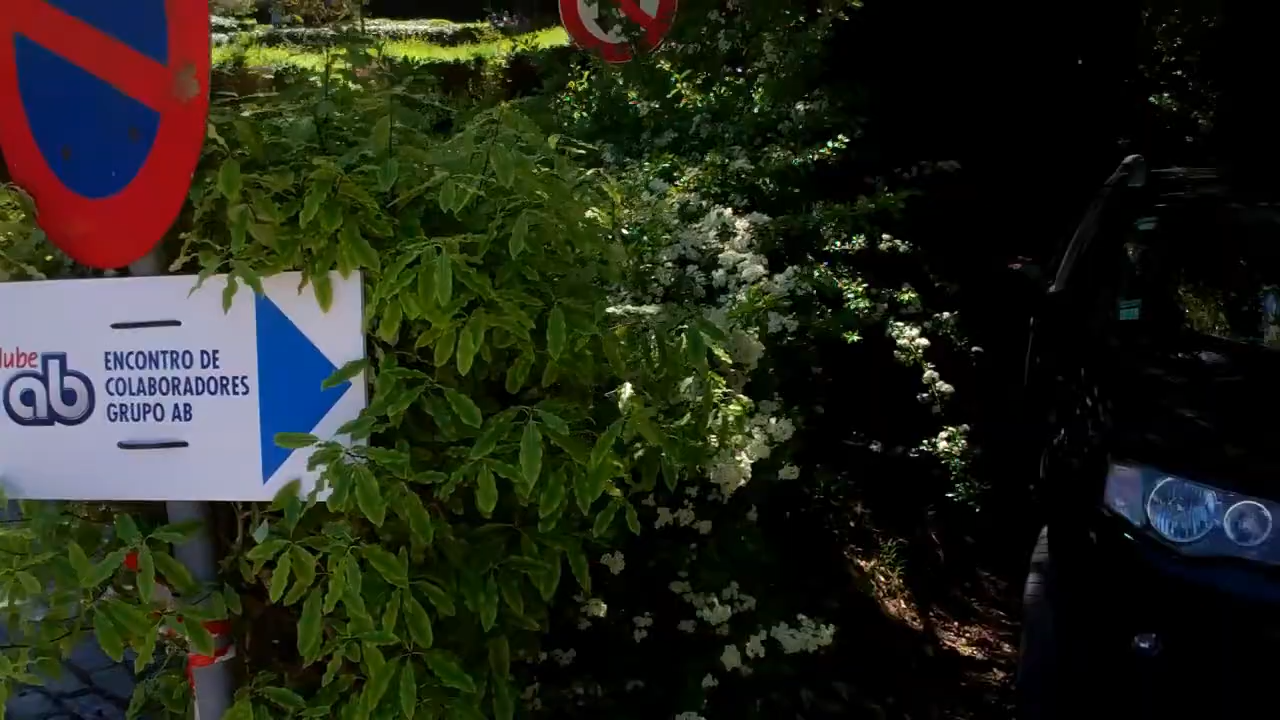 lube
ab
ENCONTRO DE
COLABORADORES
GRUPO AB